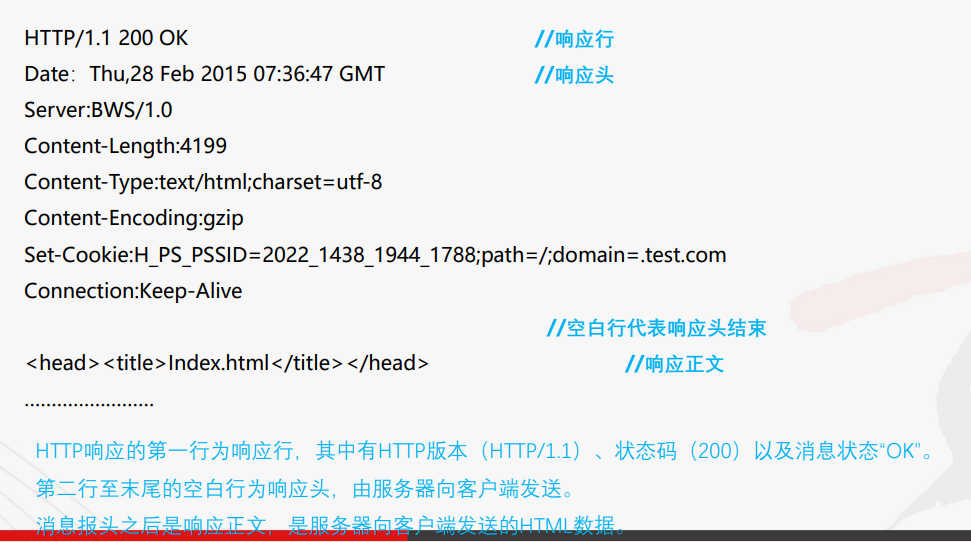 HTTP/1.1 200 OK //响应行
Date：Thu,28 Feb 2015 07:36:47 GMT //响应头
Server:BWS/1.0
Content-Length:4199
Content-Type:text/html;charset=utf-8
Content-Encoding:gzip
Set-Cookie:H_PS_PSSID=2022_1438_1944_1788;path=/;domain=.test.com
Connection:Keep-Alive
//空白行代表响应头结束
<head><title>Index.html</title></head> //响应正文
........................
HTTP响应的第一行为响应行，其中有HTTP版本（HTTP/1.1）、状态码（200）以及消息状态“OK”。
第二行至末尾的空白行为响应头，由服务器向客户端发送。
消息报头之后是响应正文，是服务器向客户端发送的HTML数据。